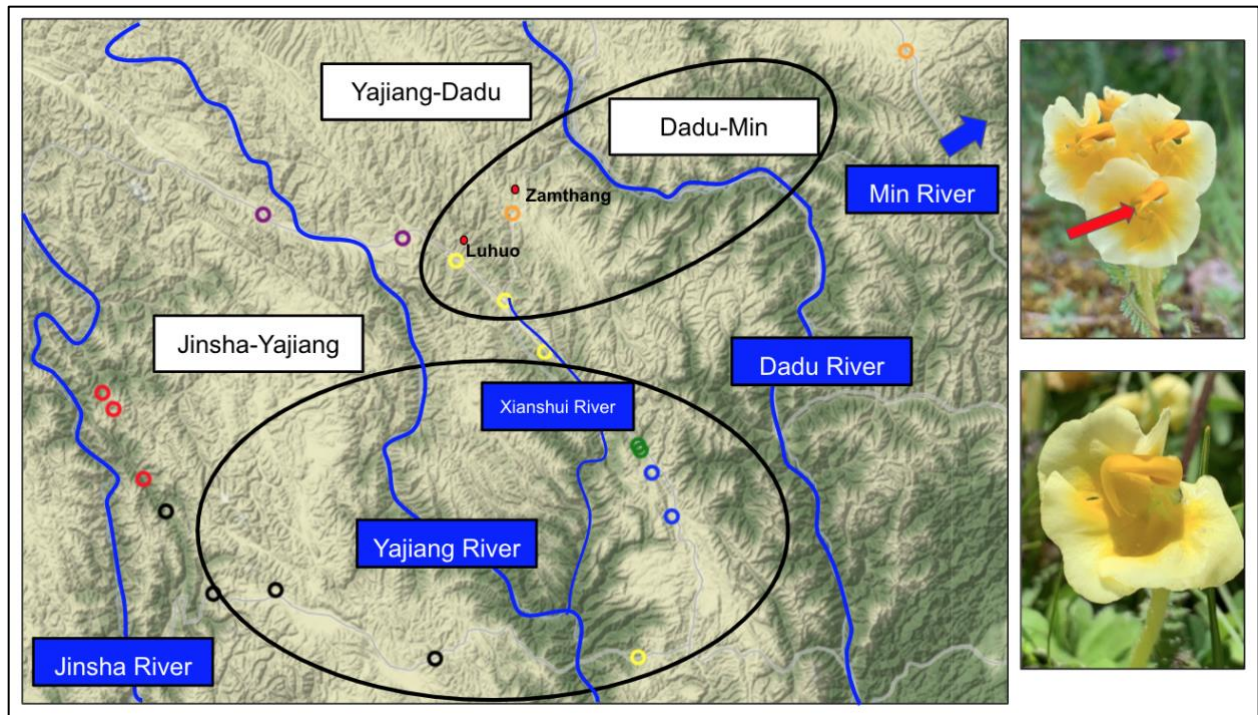 Yajiang-Dadu
Dadu-Min
Min River
Zamthang
Luhuo
Jinsha-Yajiang
Dadu River
Xianshui River
Yajiang River
Jinsha River